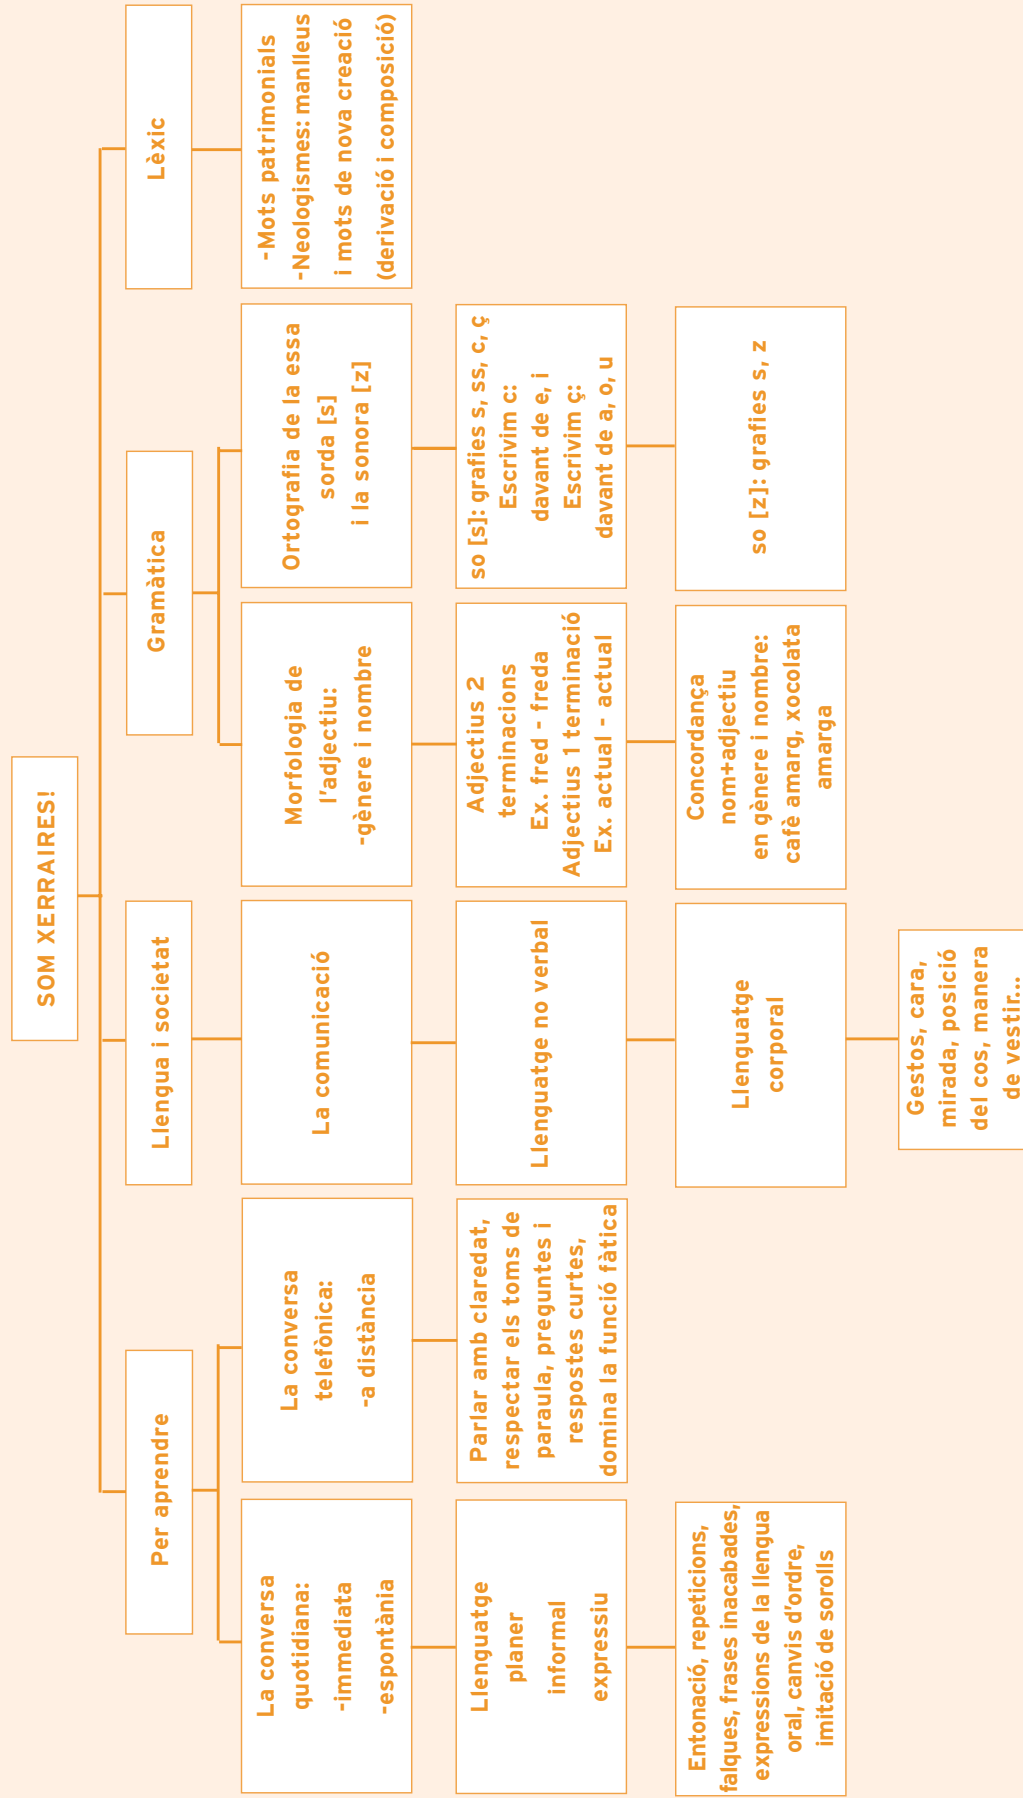 SOM XERRAIRES!
Per aprendre
La conversa
quotidiana:
-immediata
-espontània
Llenguatge
planer
informal
expressiu
Entonació, repeticions,
falques, frases inacabades,
expressions de la llengua
oral, canvis d'ordre,
imitació de sorolls
La conversa
telefònica:
-a distància
Parlar amb claredat,
respectar els toms de
paraula, preguntes i
respostes curtes,
domina la funció fàtica
Llengua i societat
La comunicació
Llenguatge no verbal
Llenguatge
corporal
Gestos, cara,
mirada, posició
del cos, manera
de vestir...
Gramàtica
Morfologia de
l'adjectiu:
-gènere i nombre
Adjectius 2
terminacions
Ex. fred - freda
Adjectius 1 terminació
Ex. actual - actual
Concordança
nom+adjectiu
en gènere i nombre:
cafè amarg, xocolata
amarga
Ortografia de la essa
sorda [s]
i la sonora [z]
so [s]: grafies s, ss, c, ç
Escrivim c:
davant de e, i
Escrivim ç:
davant de a, o, u
so [z]: grafies s, z
Lèxic
-Mots patrimonials
-Neologismes: manlleus
i mots de nova creació
(derivació i composició)